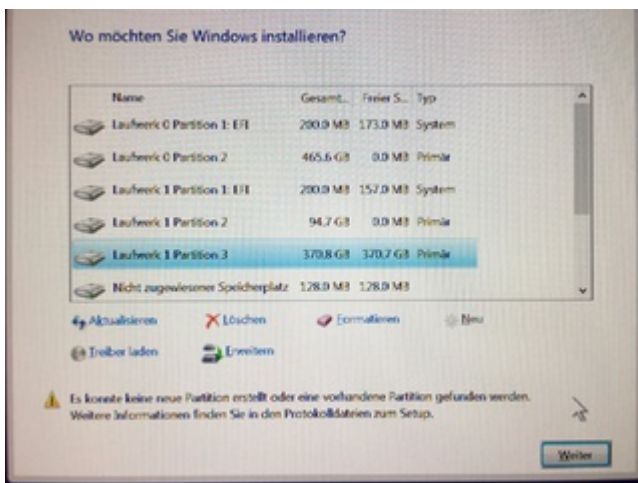 Wo möchten Sie Windows installieren?
Name Gesamt... Freier S... Typ
Laufwerk 0 Partition 1: EFI 200.0 MB 173.0 MB System
Laufwerk 0 Partition 2 465.6 GB 0.0 MB Primär
Laufwerk 1 Partition 1: EFI 200.0 MB 157.0 MB System
Laufwerk 1 Partition 2 94.7 GB 0.0 MB Primär
Laufwerk 1 Partition 3 370.8 GB 370.7 GB Primär
Nicht zugewiesener Speicherplatz 128.0 MB 128.0 MB
Aktualisieren Löschen Formatieren Neu
Treiber laden Erweitern
Es konnte keine neue Partition erstellt oder eine vorhandene Partition gefunden werden.
Weitere Informationen finden Sie in den Protokolldateien zum Setup.
Weiter